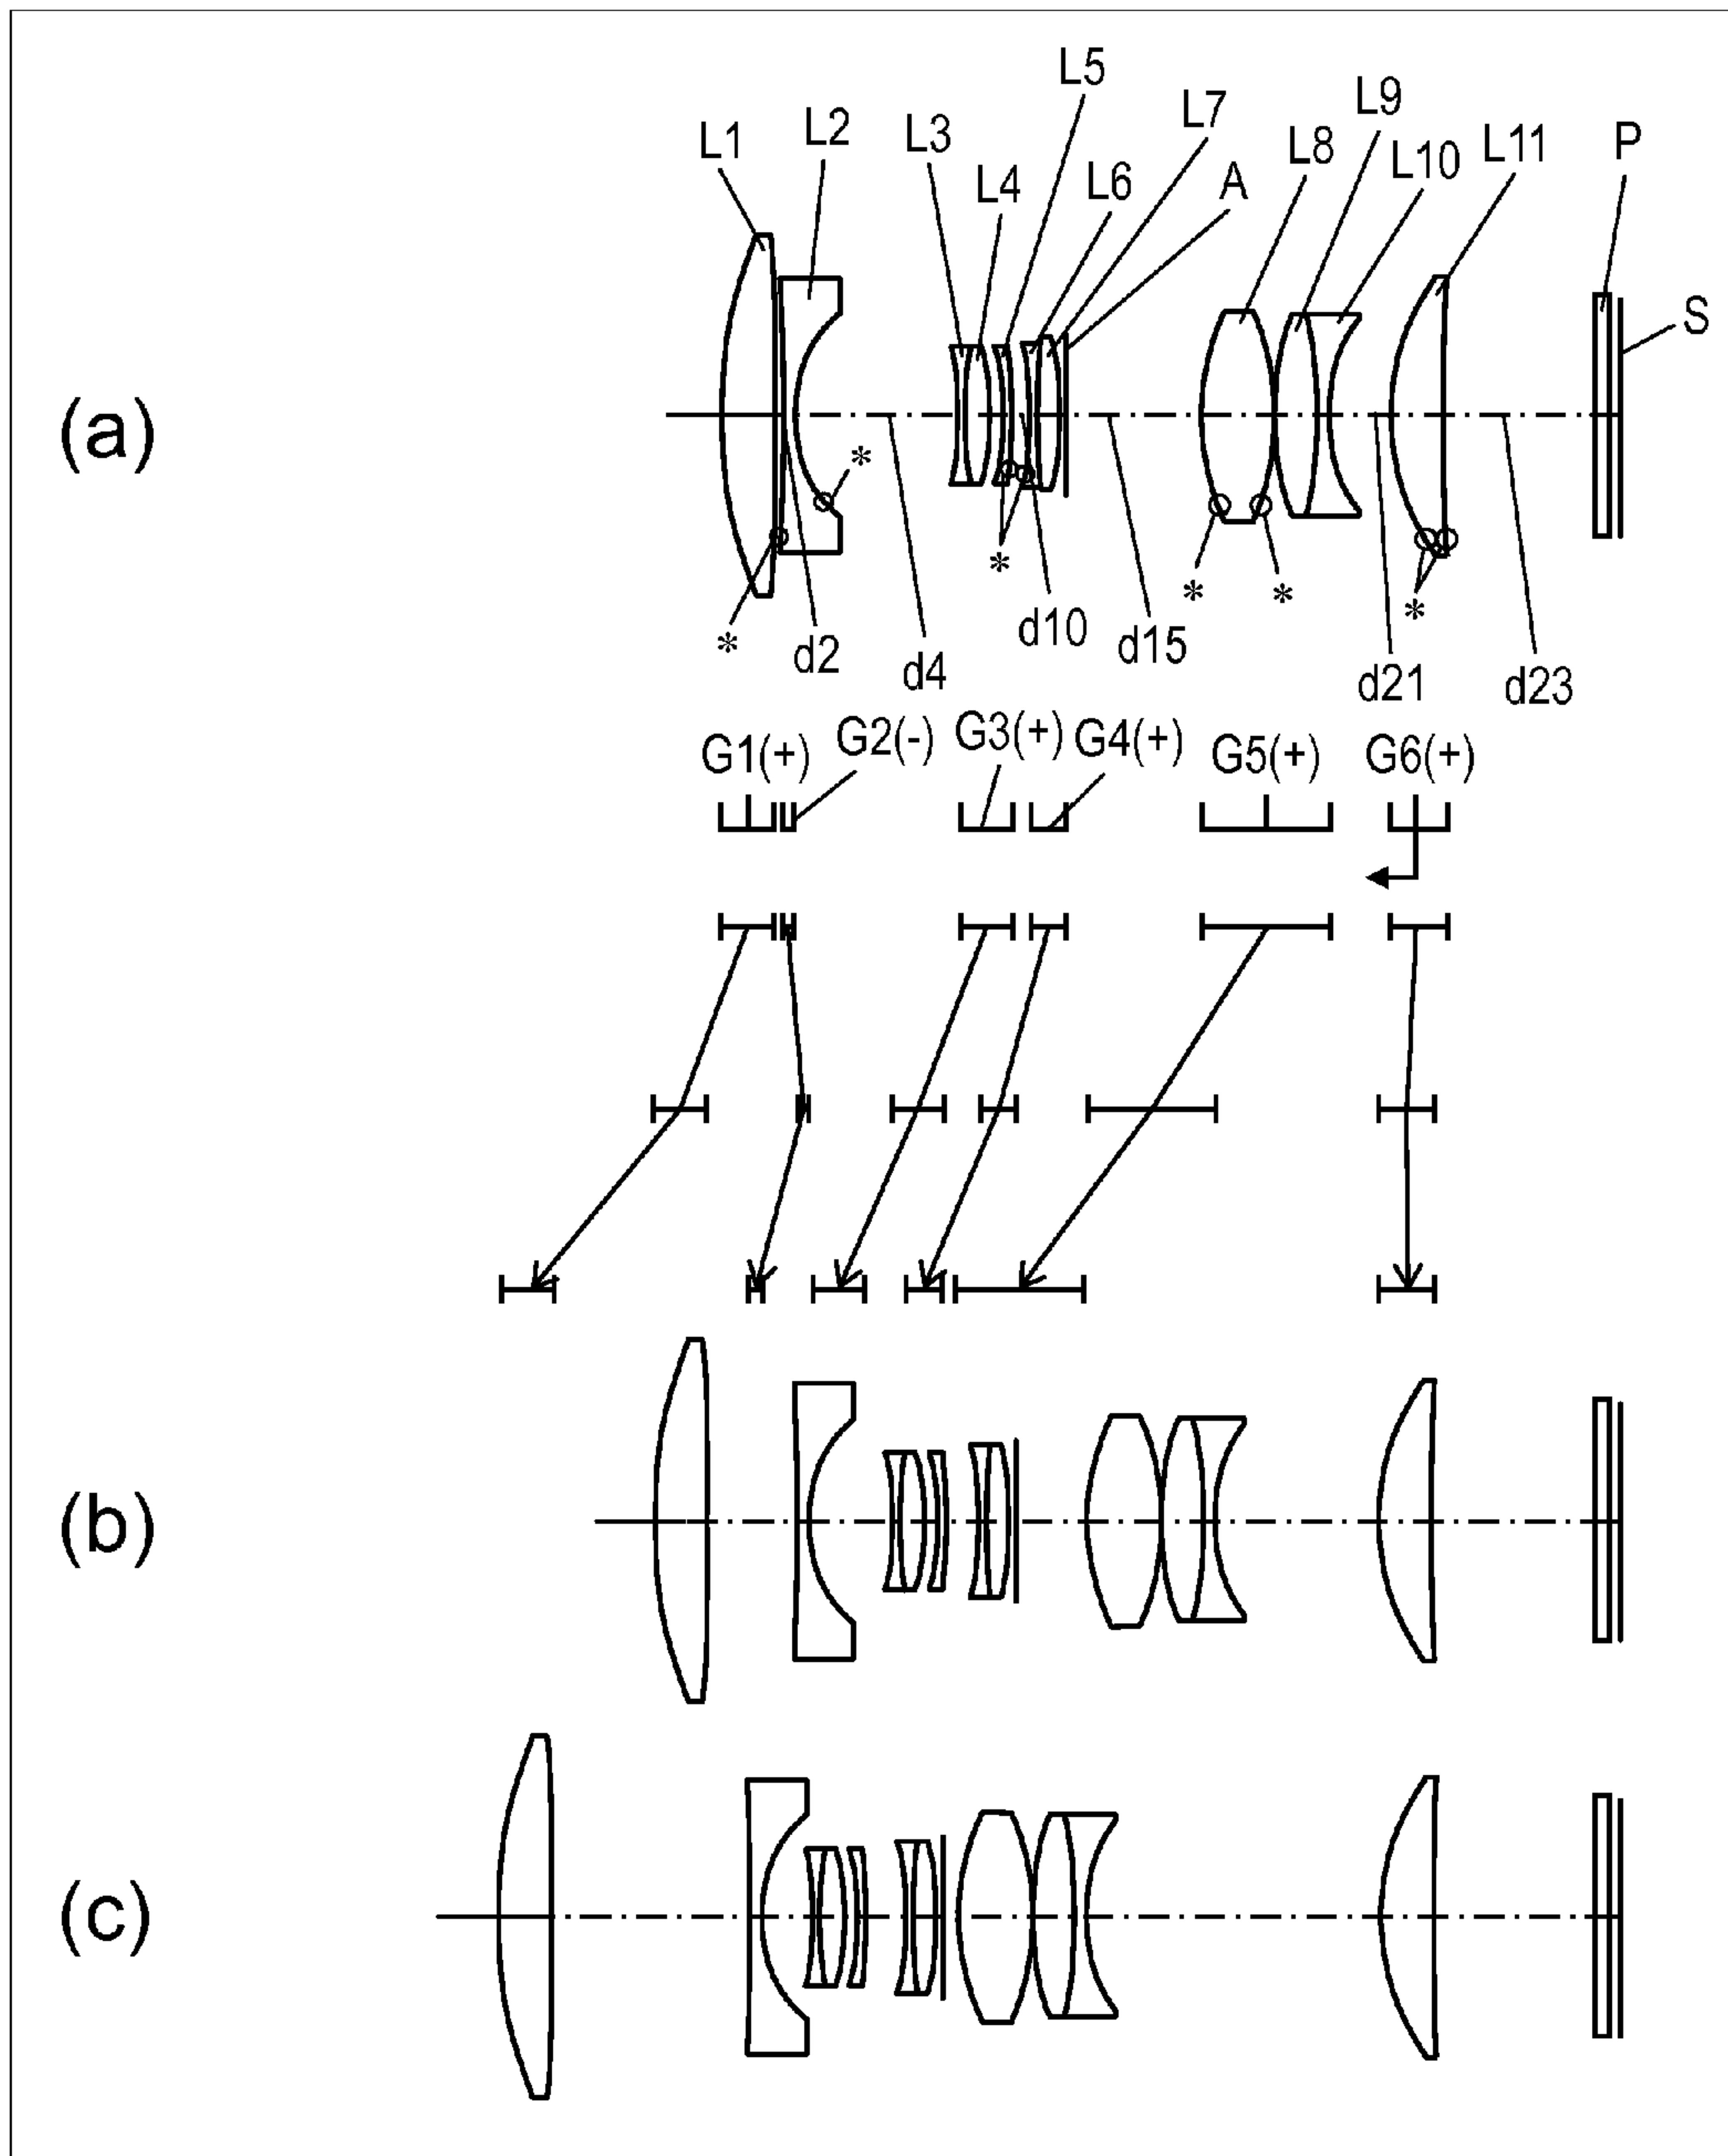 L5
L7
L9
L2
L1
L3
L8
L11
P
L10
L4
L6
A
S
(a)
*
*
*
*
*
*
d10
d15
d2
d4
d21
d23
G1(+)
G2(-)
G3(+)
G4(+)
G5(+)
G6(+)
(b)
(c)